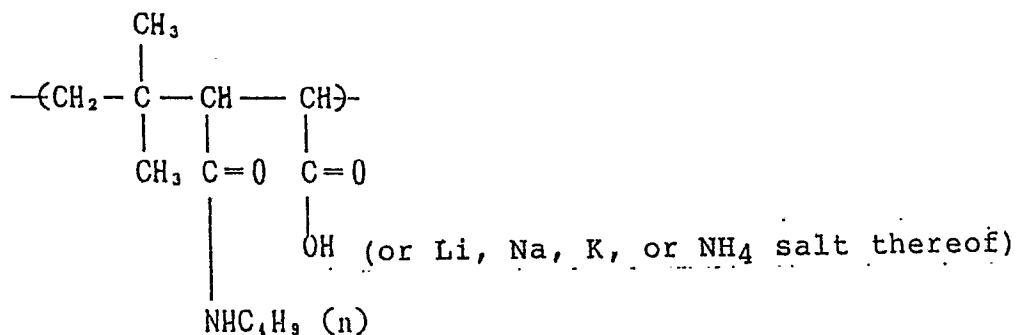 CH₃
—(CH₂—C—CH—CH)—
CH₃ C=O C=O
OH (or Li, Na, K, or NH₄ salt thereof)
NHC₄H₉ (n)